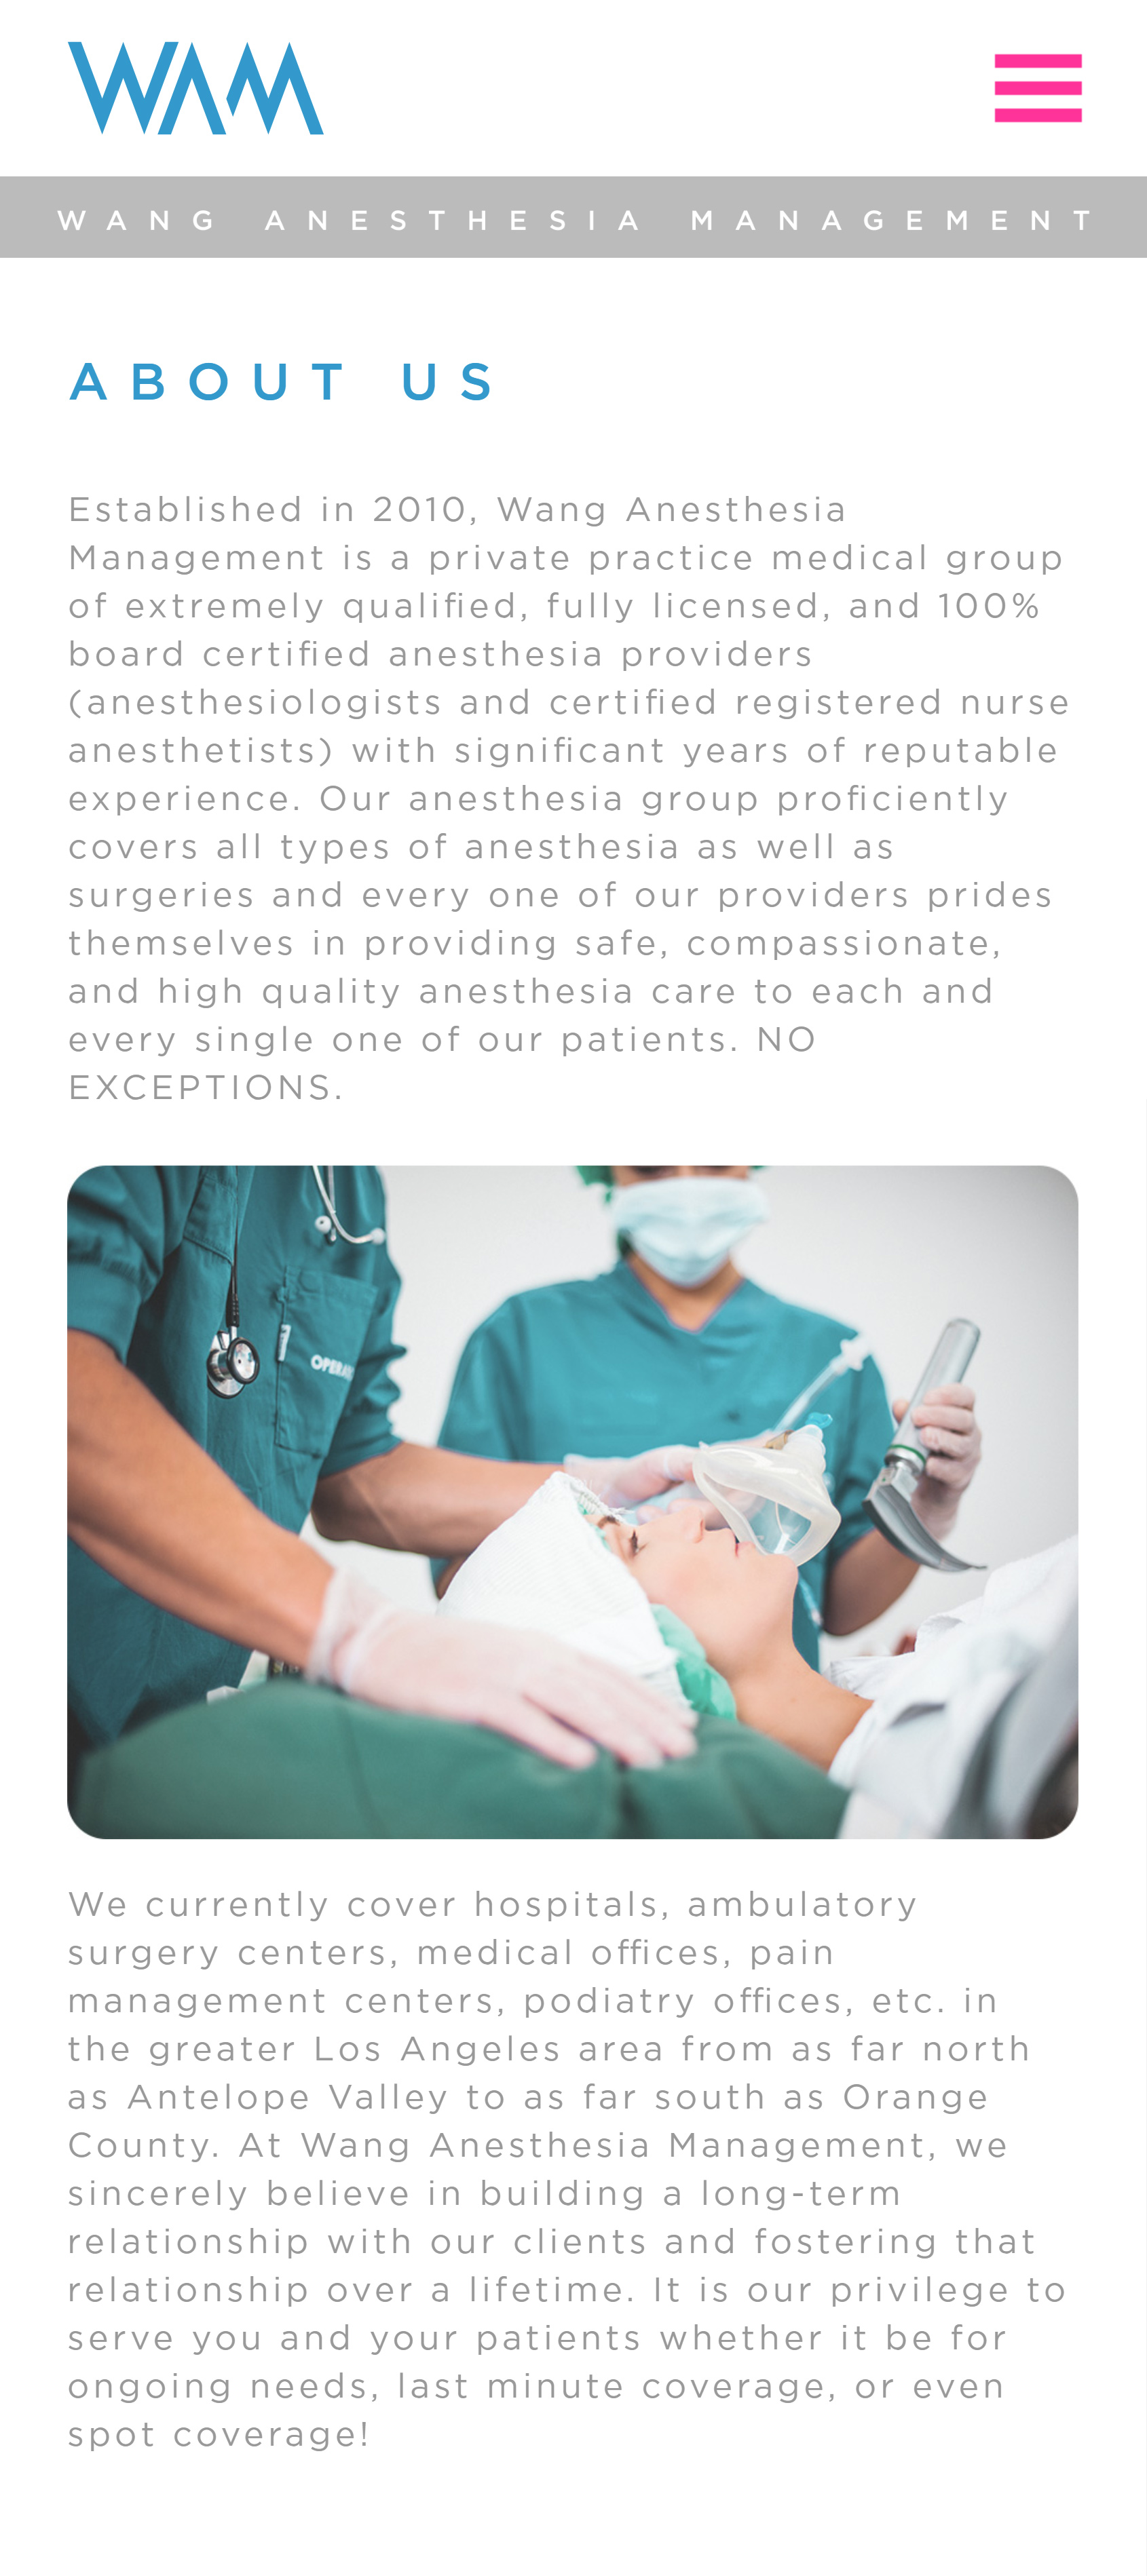 WAM
WANG ANESTHESIA MANAGEMENT
ABOUT US
Established in 2010, Wang Anesthesia
Management is a private practice medical group
of extremely qualified, fully licensed, and 100%
board certified anesthesia providers
(anesthesiologists and certified registered nurse
anesthetists) with significant years of reputable
experience. Our anesthesia group proficiently
covers all types of anesthesia as well as
surgeries and every one of our providers prides
themselves in providing safe, compassionate,
and high quality anesthesia care to each and
every single one of our patients. NO
EXCEPTIONS.
OPERA
We currently cover hospitals, ambulatory
surgery centers, medical offices, pain
management centers, podiatry offices, etc. in
the greater Los Angeles area from as far north
as Antelope Valley to as far south as Orange
County. At Wang Anesthesia Management, we
sincerely believe in building a long-term
relationship with our clients and fostering that
relationship over a lifetime. It is our privilege to
serve you and your patients whether it be for
ongoing needs, last minute coverage, or even
spot coverage!